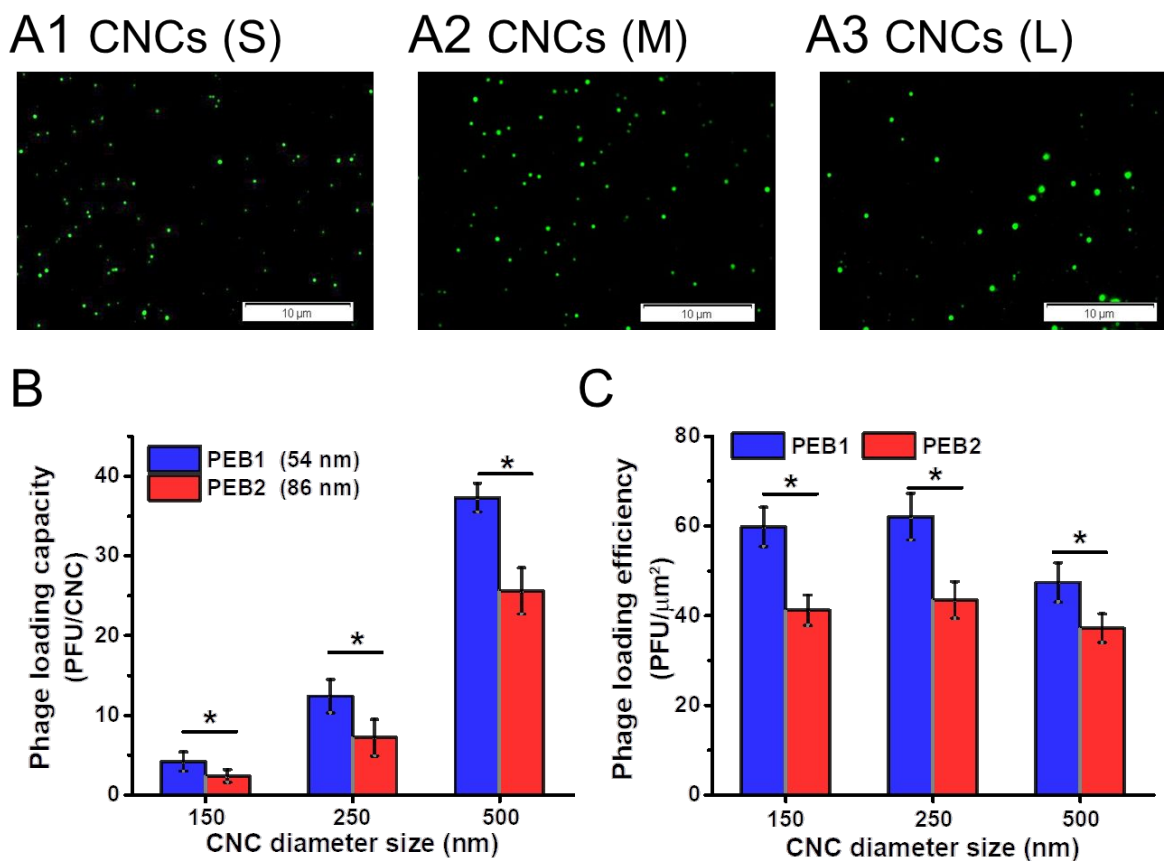 A1 CNCs (S)
A2 CNCs (M)
A3 CNCs (L)
10 µm
10 µm
10 µm
B
Phage loading capacity
(PFU/CNC)
40
30
20
10
0
PEB1 (54 nm)
PEB2 (86 nm)
*
*
*
150
250
500
CNC diameter size (nm)
C
Phage loading efficiency
(PFU/µm²)
80
60
40
20
0
PEB1
PEB2
*
*
*
150
250
500
CNC diameter size (nm)